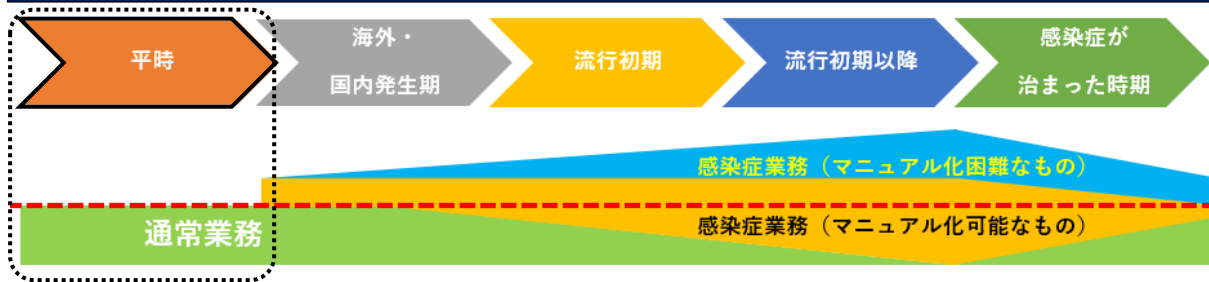 平時
海外・
国内発生期
流行初期
流行初期以降
感染症が
治まった時期
感染症業務（マニュアル化困難なもの）
通常業務
感染症業務（マニュアル化可能なもの）